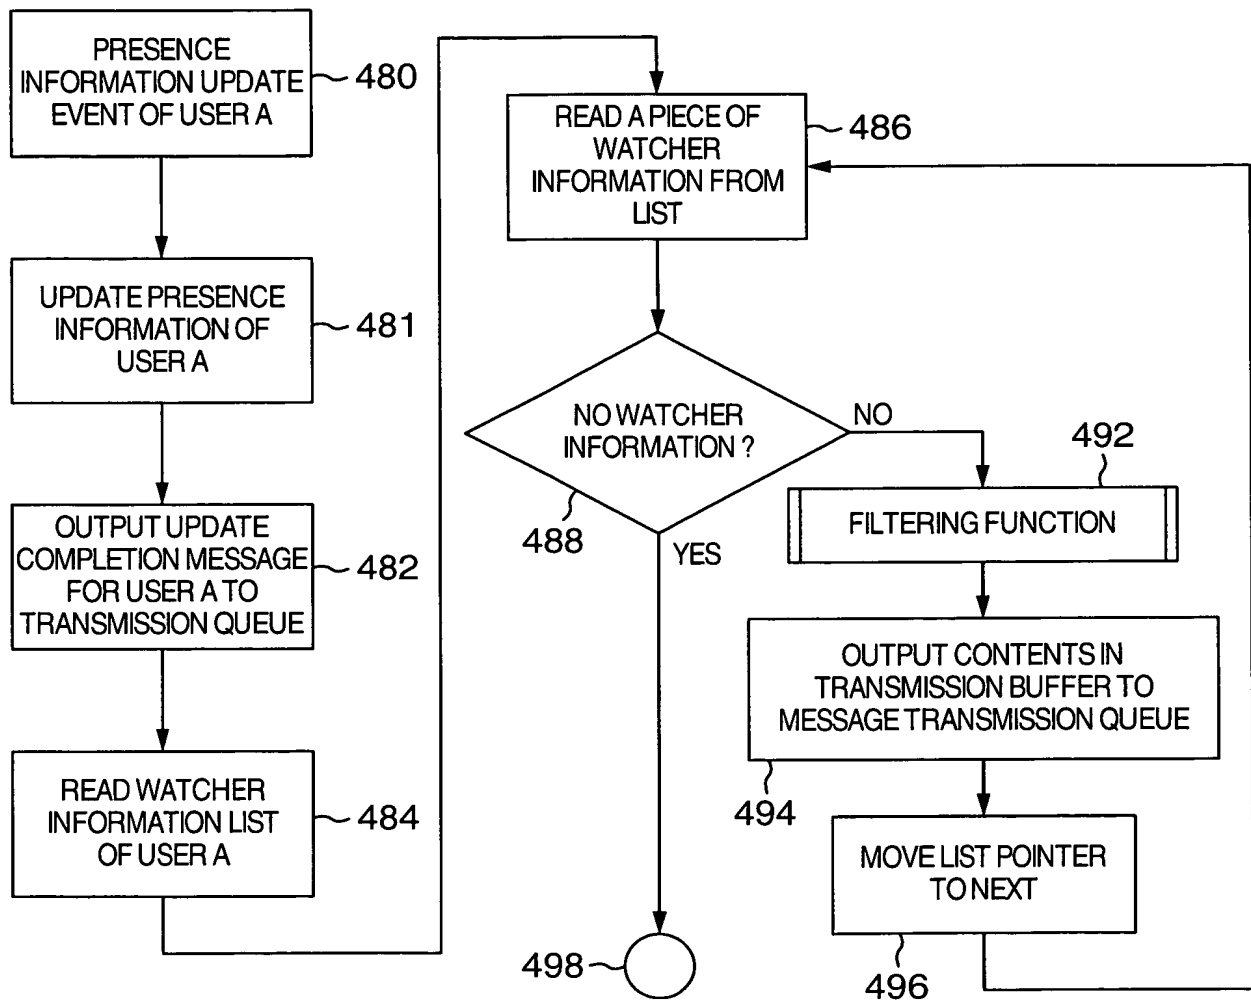 PRESENCE
INFORMATION UPDATE
EVENT OF USER A
480
UPDATE PRESENCE
INFORMATION OF
USER A
481
OUTPUT UPDATE
COMPLETION MESSAGE
FOR USER A TO
TRANSMISSION QUEUE
482
READ WATCHER
INFORMATION LIST
OF USER A
484
READ A PIECE OF
WATCHER
INFORMATION FROM
LIST
486
NO WATCHER
INFORMATION ?
488
NO
YES
492
FILTERING FUNCTION
OUTPUT CONTENTS IN
TRANSMISSION BUFFER TO
MESSAGE TRANSMISSION QUEUE
494
MOVE LIST POINTER
TO NEXT
496
498